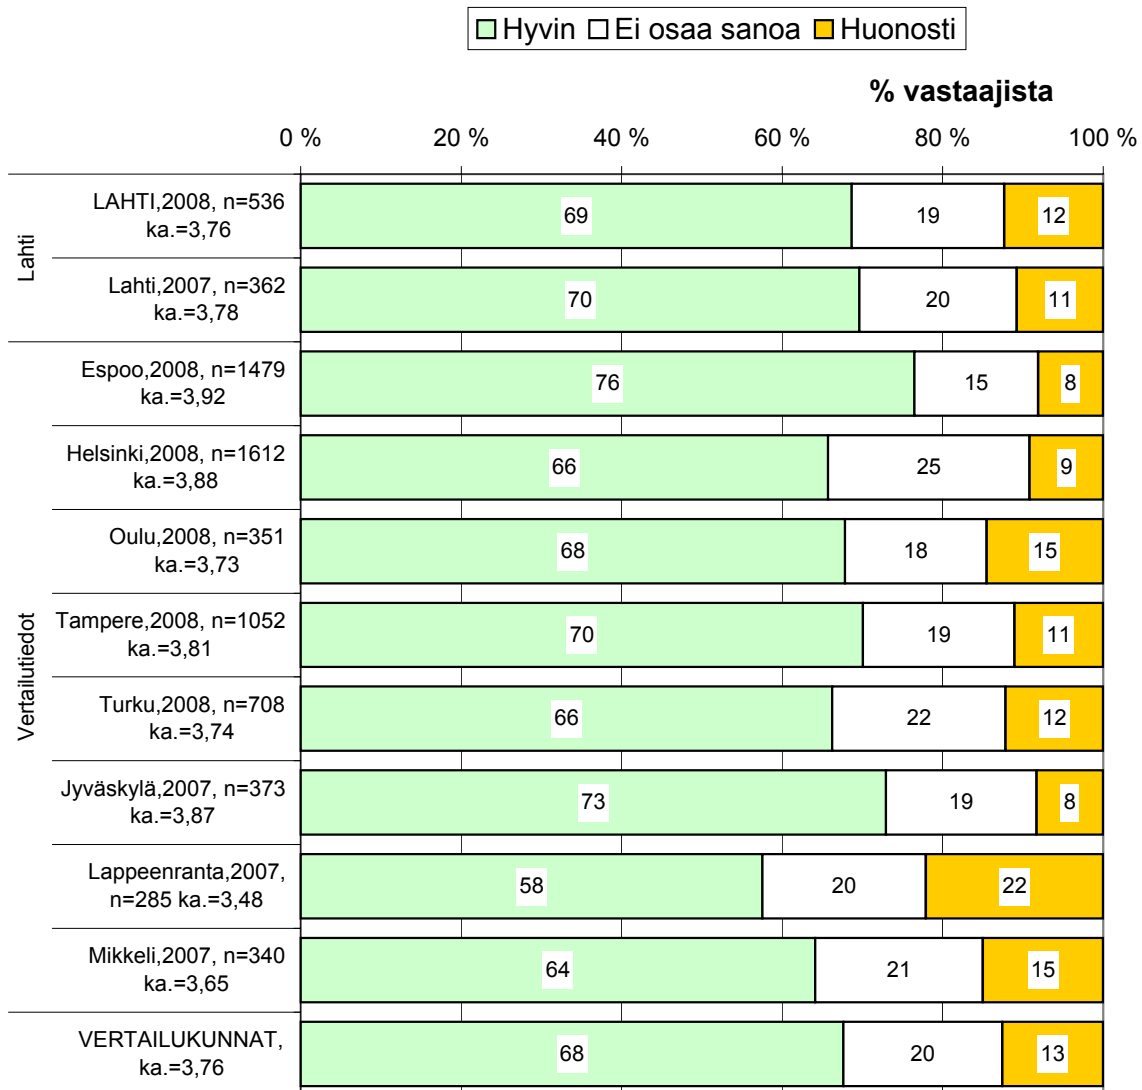 Hyvin Ei osaa sanoa Huonosti
% vastaajista
0 % 20 % 40 % 60 % 80 % 100 %
Lahti
LAHTI,2008, n=536
ka.=3,76
69 19 12
Lahti,2007, n=362
ka.=3,78
70 20 11
Vertailutiedot
Espoo,2008, n=1479
ka.=3,92
76 15 8
Helsinki,2008, n=1612
ka.=3,88
66 25 9
Oulu,2008, n=351
ka.=3,73
68 18 15
Tampere,2008, n=1052
ka.=3,81
70 19 11
Turku,2008, n=708
ka.=3,74
66 22 12
Jyväskylä,2007, n=373
ka.=3,87
73 19 8
Lappeenranta,2007,
n=285 ka.=3,48
58 20 22
Mikkeli,2007, n=340
ka.=3,65
64 21 15
VERTAILUKUNNAT,
ka.=3,76
68 20 13